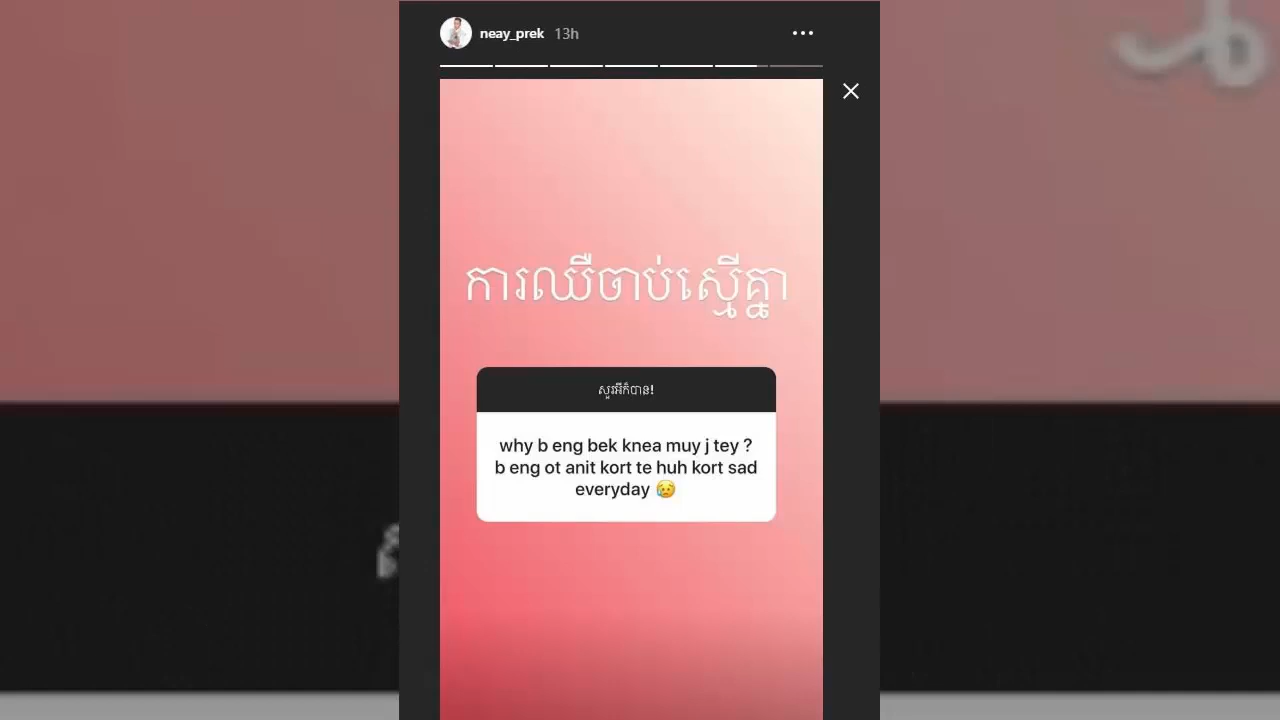 neay_prek 13h
ការឈឺចាប់ស្មើគ្នា
សួរអីក៏បាន!
why b eng bek knea muy j tey ?
b eng ot anit kort te huh kort sad
everyday 😥